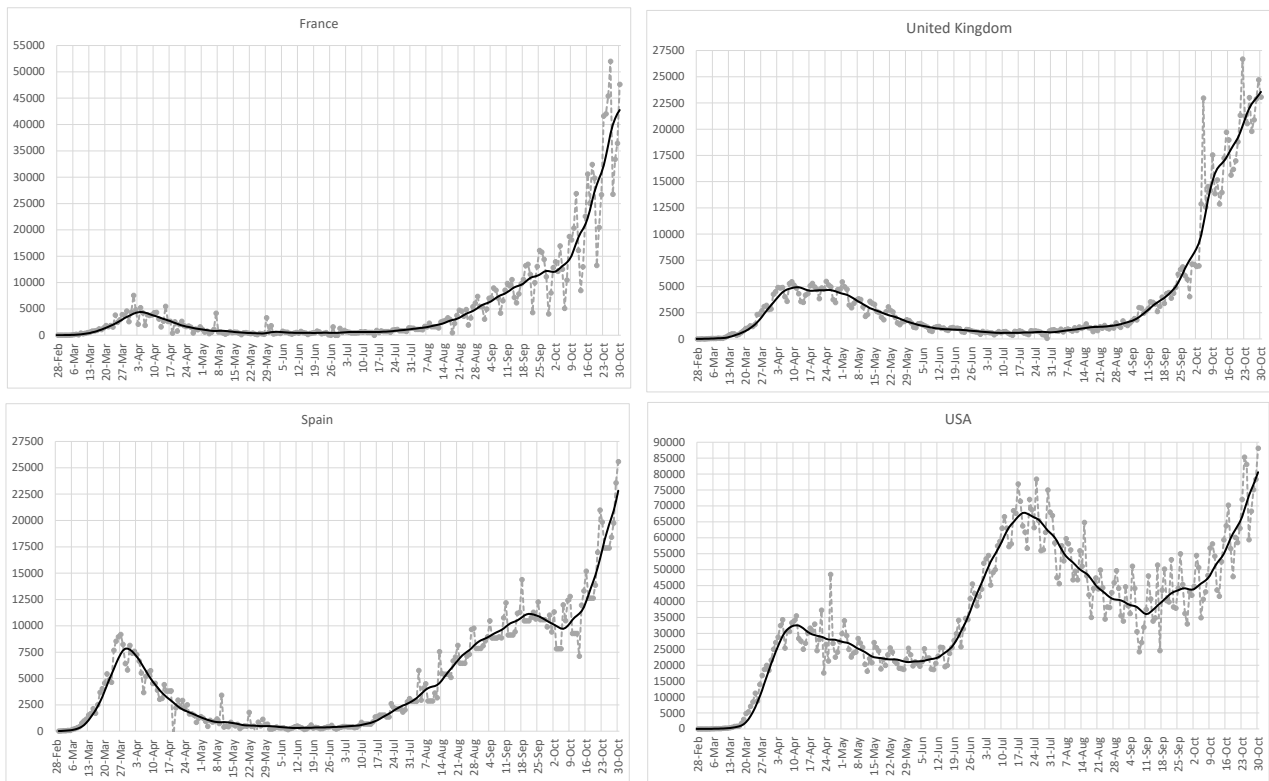 France
55000
50000
45000
40000
35000
30000
25000
20000
15000
10000
5000
0
28-Feb
6-Mar
13-Mar
20-Mar
27-Mar
3-Apr
10-Apr
17-Apr
24-Apr
1-May
8-May
15-May
22-May
29-May
5-Jun
12-Jun
19-Jun
26-Jun
3-Jul
10-Jul
17-Jul
24-Jul
31-Jul
7-Aug
14-Aug
21-Aug
28-Aug
4-Sep
11-Sep
18-Sep
25-Sep
2-Oct
9-Oct
16-Oct
23-Oct
30-Oct
United Kingdom
27500
25000
22500
20000
17500
15000
12500
10000
7500
5000
2500
0
28-Feb
6-Mar
13-Mar
20-Mar
27-Mar
3-Apr
10-Apr
17-Apr
24-Apr
1-May
8-May
15-May
22-May
29-May
5-Jun
12-Jun
19-Jun
26-Jun
3-Jul
10-Jul
17-Jul
24-Jul
31-Jul
7-Aug
14-Aug
21-Aug
28-Aug
4-Sep
11-Sep
18-Sep
25-Sep
2-Oct
9-Oct
16-Oct
23-Oct
30-Oct
Spain
27500
25000
22500
20000
17500
15000
12500
10000
7500
5000
2500
0
28-Feb
6-Mar
13-Mar
20-Mar
27-Mar
3-Apr
10-Apr
17-Apr
24-Apr
1-May
8-May
15-May
22-May
29-May
5-Jun
12-Jun
19-Jun
26-Jun
3-Jul
10-Jul
17-Jul
24-Jul
31-Jul
7-Aug
14-Aug
21-Aug
28-Aug
4-Sep
11-Sep
18-Sep
25-Sep
2-Oct
9-Oct
16-Oct
23-Oct
30-Oct
USA
90000
85000
80000
75000
70000
65000
60000
55000
50000
45000
40000
35000
30000
25000
20000
15000
10000
5000
0
28-Feb
6-Mar
13-Mar
20-Mar
27-Mar
3-Apr
10-Apr
17-Apr
24-Apr
1-May
8-May
15-May
22-May
29-May
5-Jun
12-Jun
19-Jun
26-Jun
3-Jul
10-Jul
17-Jul
24-Jul
31-Jul
7-Aug
14-Aug
21-Aug
28-Aug
4-Sep
11-Sep
18-Sep
25-Sep
2-Oct
9-Oct
16-Oct
23-Oct
30-Oct